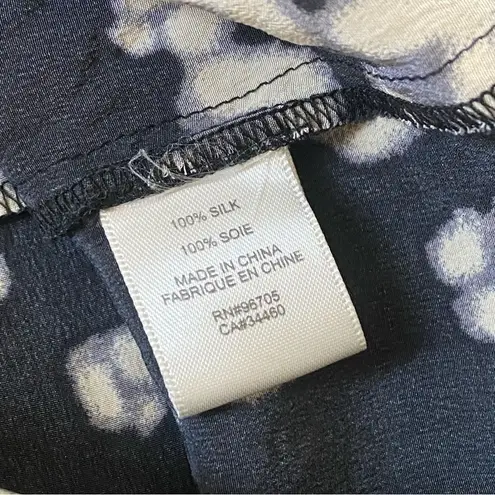 100% SILK
100% SOIE
MADE IN CHINA
FABRIQUE EN CHINE
RN#96705
CA#34460